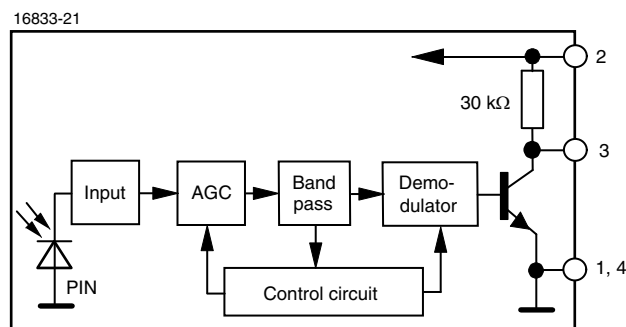 16833-21
2
30 kΩ
3
Input
AGC
Band
pass
Demo-
dulator
1, 4
PIN
Control circuit